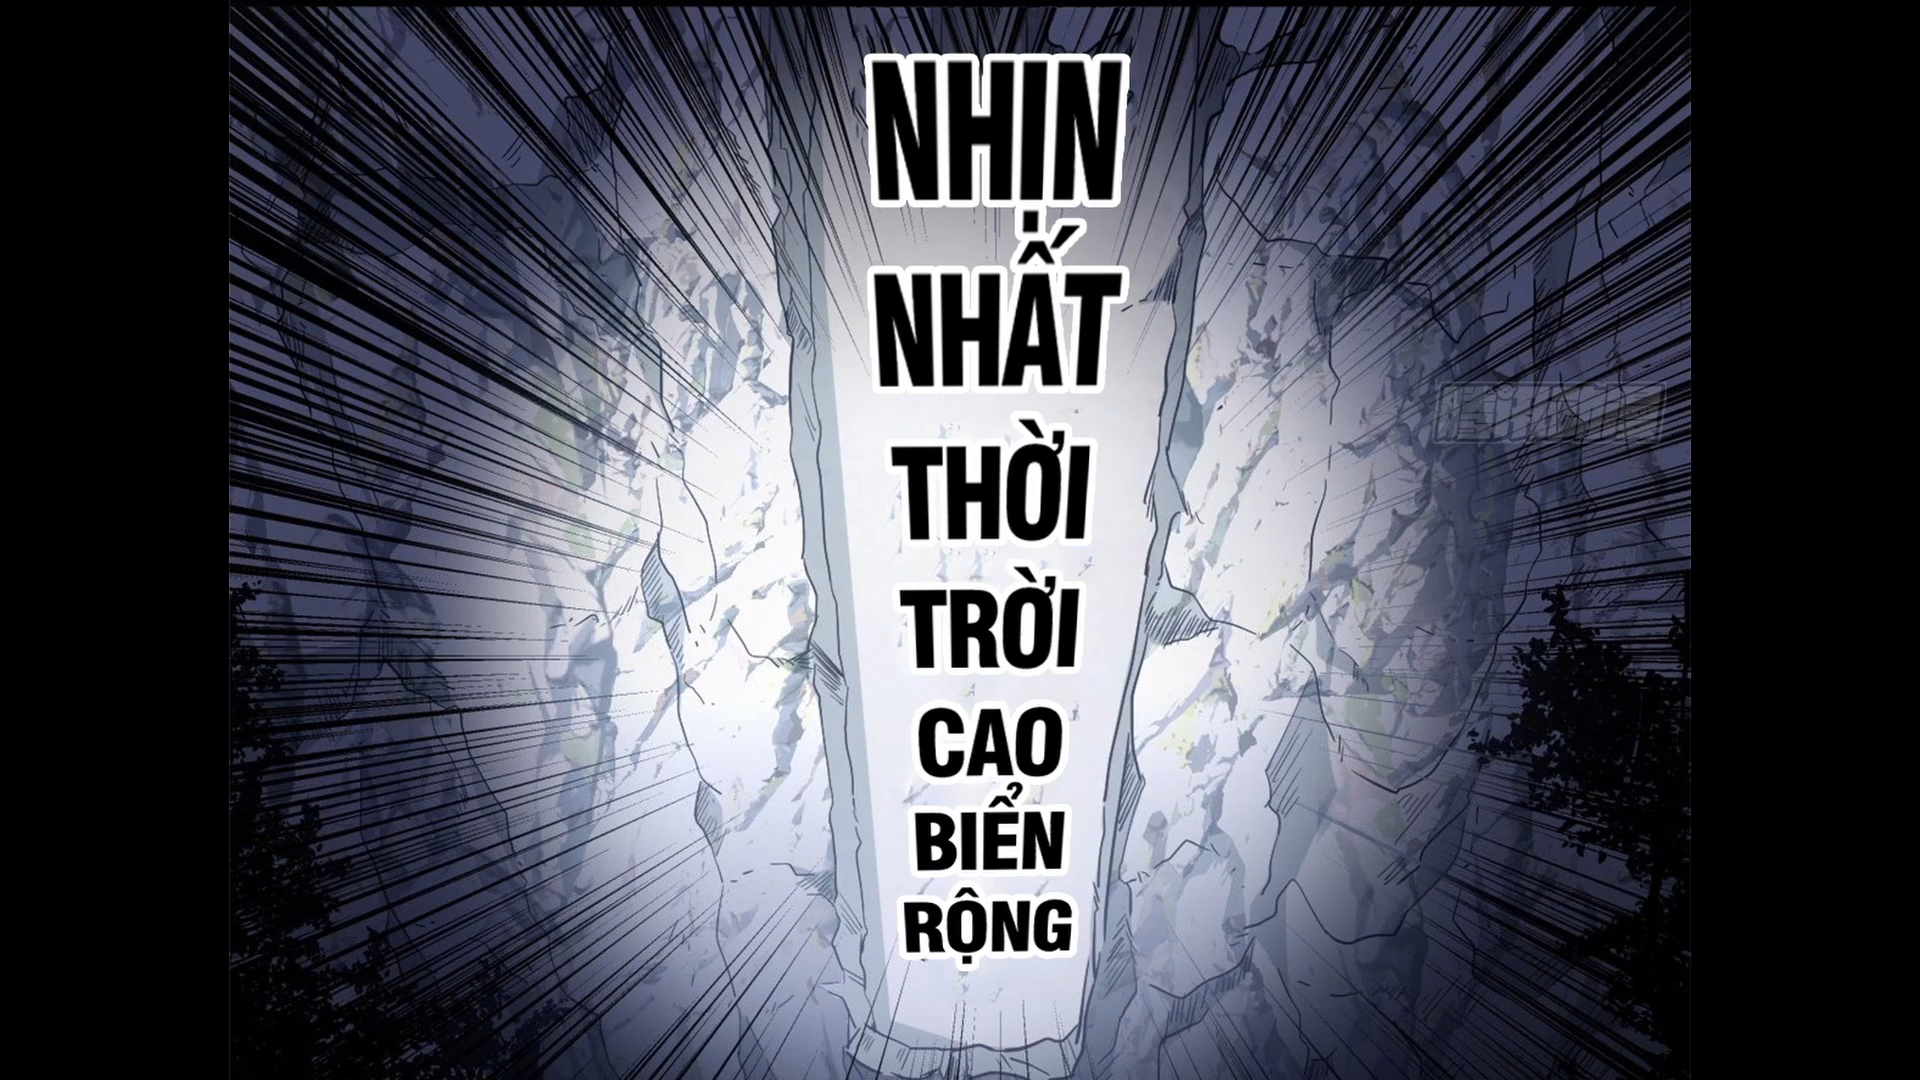 NHỊN
NHẤT
THỜI
TRỜI
CAO
BIỂN
RỘNG